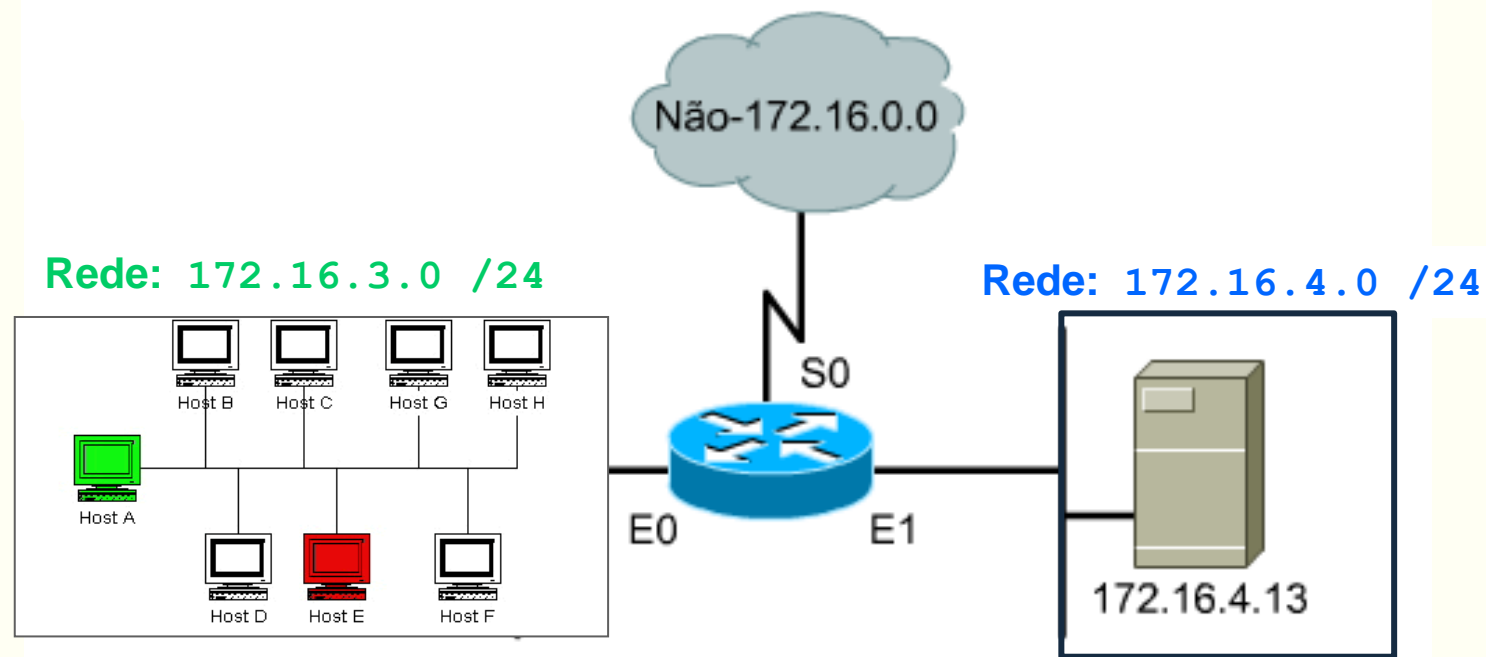 Não-172.16.0.0
Rede: 172.16.3.0 /24
Rede: 172.16.4.0 /24
Host B
Host C
Host G
Host H
S0
Host A
E0
E1
Host D
Host E
Host F
172.16.4.13